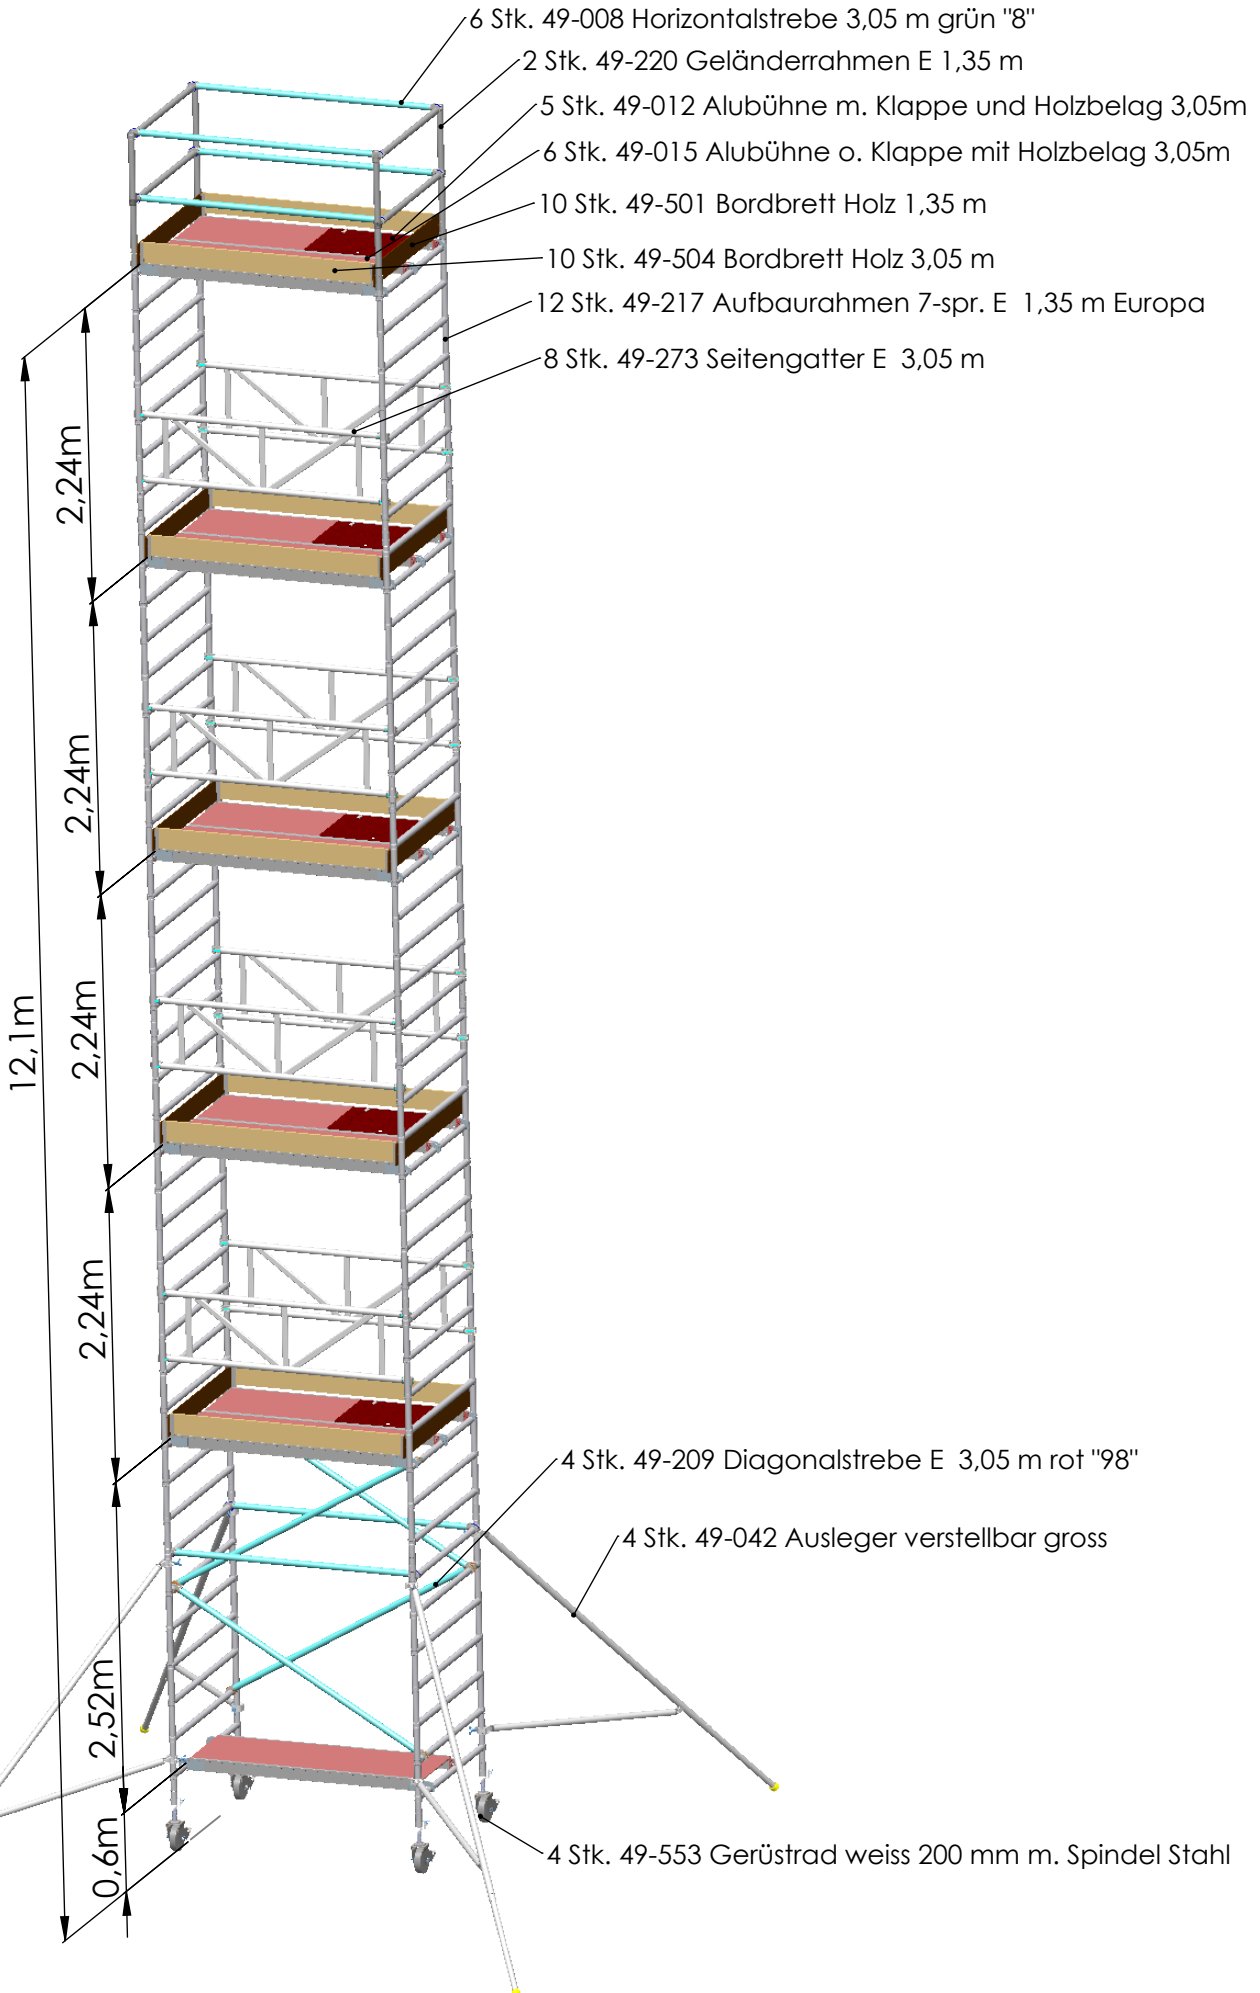 6 Stk. 49-008 Horizontalstrebe 3,05 m grün "8"
2 Stk. 49-220 Geländerrahmen E 1,35 m
5 Stk. 49-012 Alubühne m. Klappe und Holzbelag 3,05m
6 Stk. 49-015 Alubühne o. Klappe mit Holzbelag 3,05m
10 Stk. 49-501 Bordbrett Holz 1,35 m
10 Stk. 49-504 Bordbrett Holz 3,05 m
12 Stk. 49-217 Aufbaurahmen 7-spr. E 1,35 m Europa
8 Stk. 49-273 Seitengatter E 3,05 m
2,24m
2,24m
2,24m
12,1m
2,24m
4 Stk. 49-209 Diagonalstrebe E 3,05 m rot "98"
4 Stk. 49-042 Ausleger verstellbar gross
2,52m
0,6m
4 Stk. 49-553 Gerüstrad weiss 200 mm m. Spindel Stahl